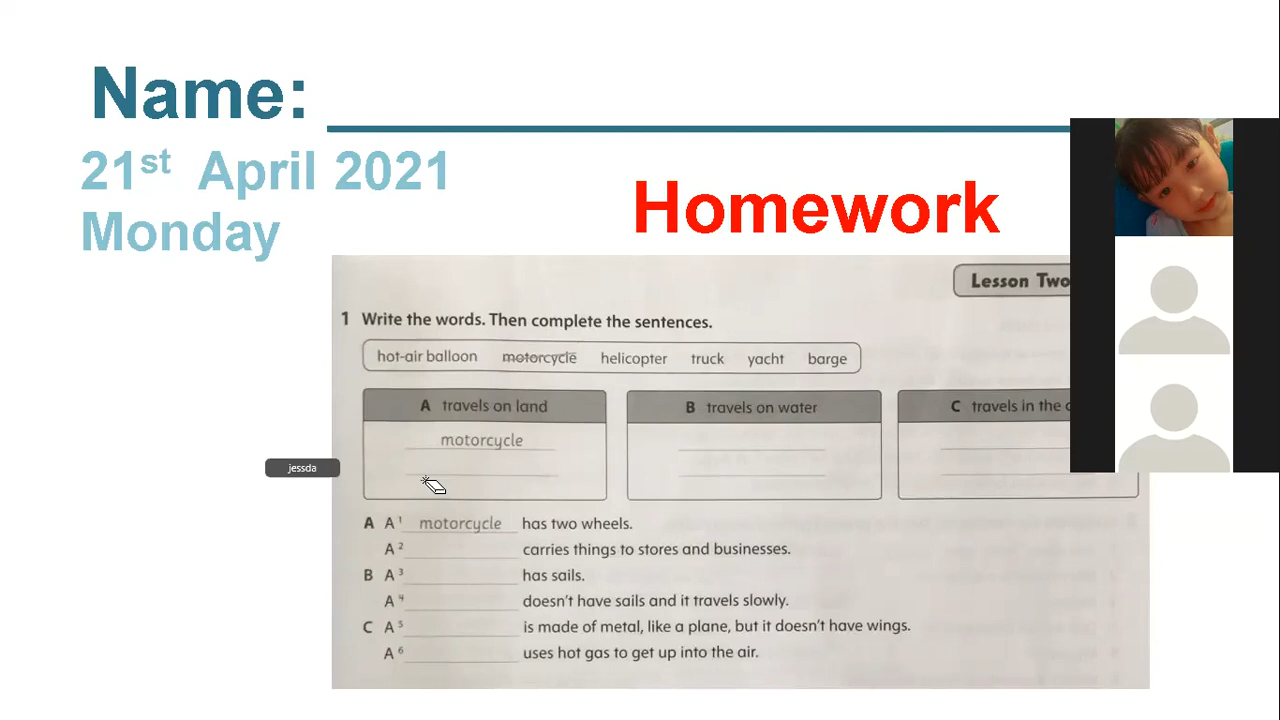 Name:
21st April 2021
Monday
Homework
Lesson Two
1 Write the words. Then complete the sentences.
hot-air balloon motorcycle helicopter truck yacht barge
A travels on land
B travels on water
C travels in the
motorcycle
jessda
A A 1 motorcycle has two wheels.
A 2 carries things to stores and businesses.
B A 3 has sails.
A 4 doesn't have sails and it travels slowly.
C A 5 is made of metal, like a plane, but it doesn't have wings.
A 6 uses hot gas to get up into the air.